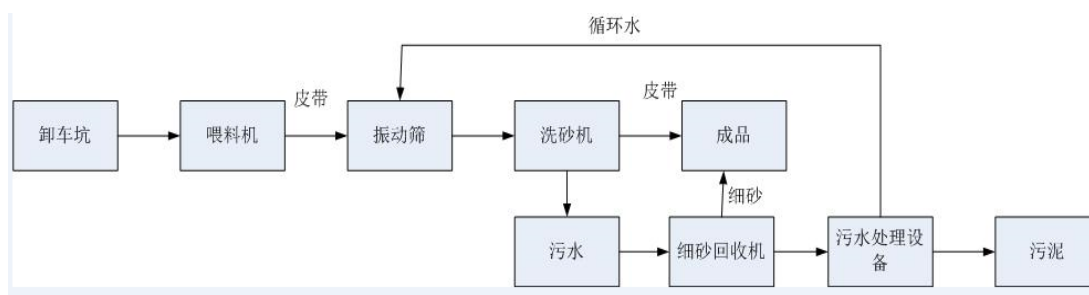 循环水
皮带
皮带
卸车坑
喂料机
振动筛
洗砂机
成品
细砂
污水
细砂回收机
污水处理设
备
污泥